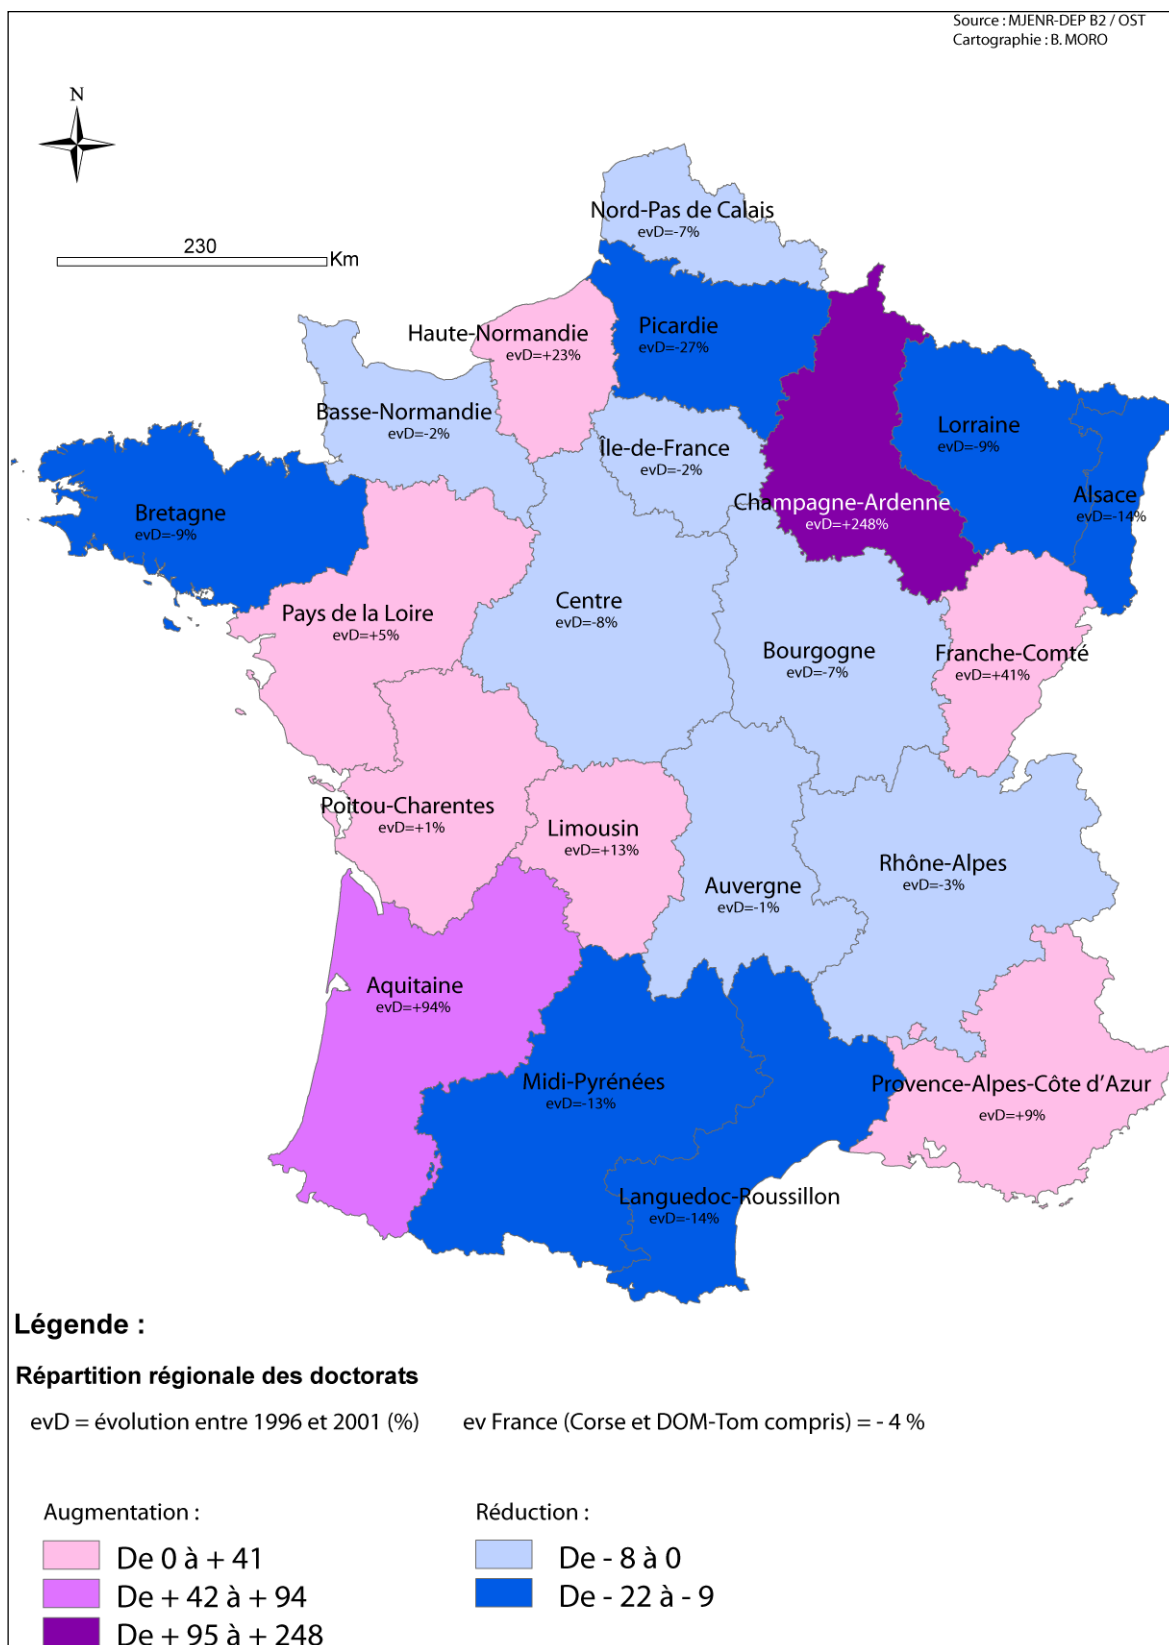 Source : MJENR-DEP B2 / OST
Cartographie : B. MORO
N
230
Km
Nord-Pas de Calais
evD=-7%
Haute-Normandie
evD=+23%
Picardie
evD=-27%
Basse-Normandie
evD=-2%
Île-de-France
evD=-2%
Lorraine
evD=-9%
Champagne-Ardenne
evD=+248%
Alsace
evD=-14%
Bretagne
evD=-9%
Pays de la Loire
evD=+5%
Centre
evD=-8%
Bourgogne
evD=-7%
Franche-Comté
evD=+41%
Poitou-Charentes
evD=+1%
Limousin
evD=+13%
Auvergne
evD=-1%
Rhône-Alpes
evD=-3%
Aquitaine
evD=+94%
Midi-Pyrénées
evD=-13%
Provence-Alpes-Côte d'Azur
evD=+9%
Languedoc-Roussillon
evD=-14%
Légende :
Répartition régionale des doctorats
evD = évolution entre 1996 et 2001 (%) ev France (Corse et DOM-Tom compris) = - 4 %
Augmentation :
De 0 à + 41
De + 42 à + 94
De + 95 à + 248
Réduction :
De - 8 à 0
De - 22 à - 9